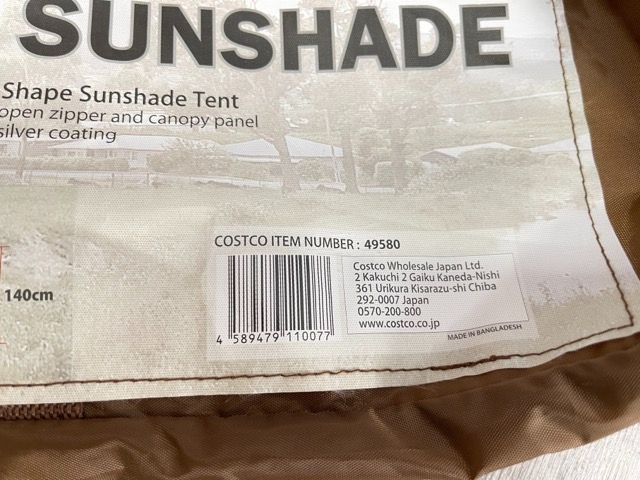 SUNSHADE
Shape Sunshade Tent
open zipper and canopy panel
silver coating
140cm
COSTCO ITEM NUMBER : 49580
4 589479 110077
Costco Wholesale Japan Ltd.
2 Kakuchi 2 Gaiku Kaneda-Nishi
361 Urikura Kisarazu-shi Chiba
292-0007 Japan
0570-200-800
www.costco.co.jp
MADE IN BANGLADESH